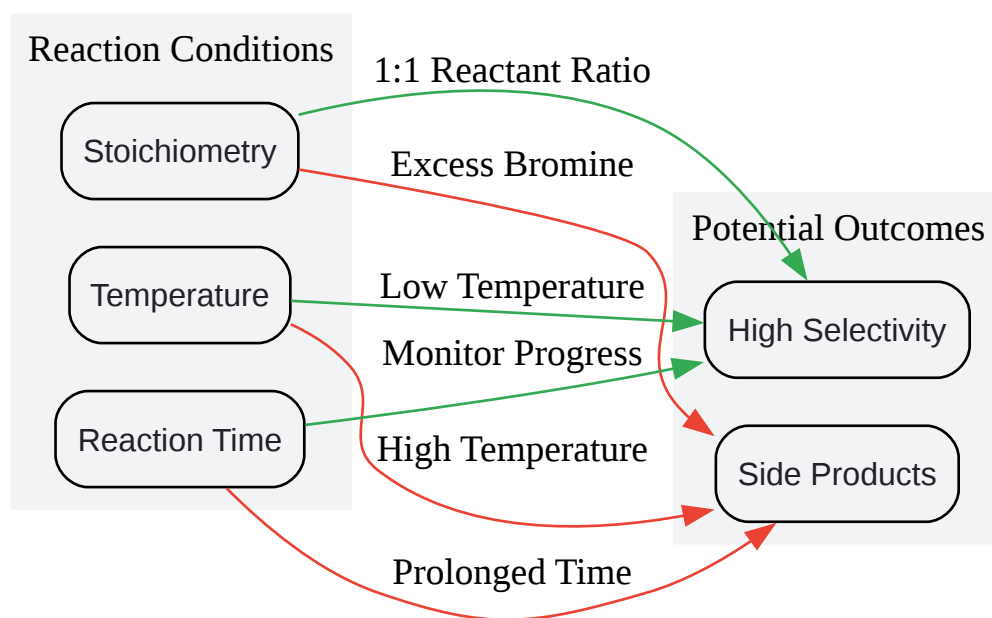 Reaction Conditions
Stoichiometry
Temperature
Reaction Time
1:1 Reactant Ratio
Excess Bromine
Low Temperature
Monitor Progress
High Temperature
Prolonged Time
Potential Outcomes
High Selectivity
Side Products